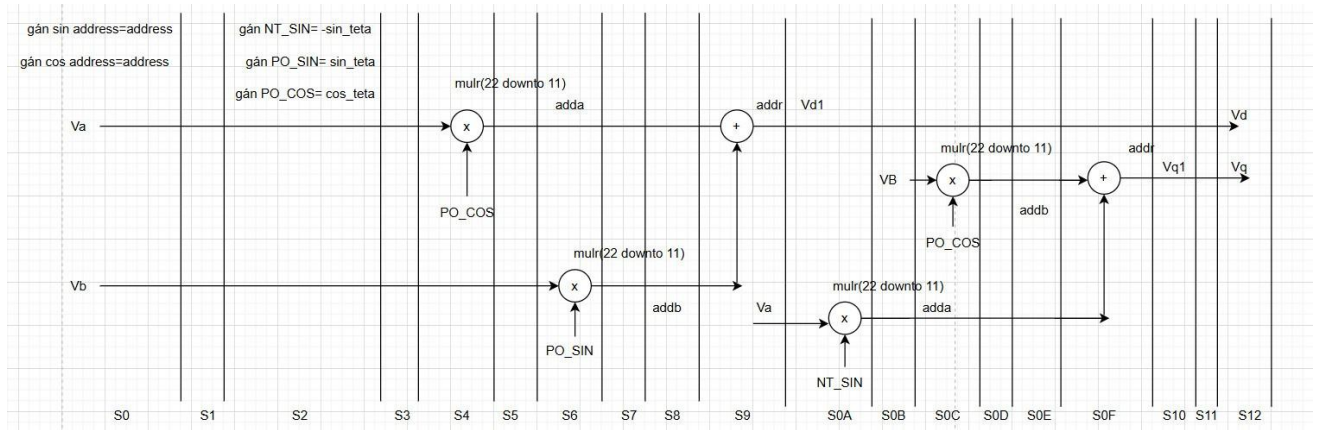 gán sin address=address
gán NT_SIN= -sin_teta
gán cos address=address
gán PO_SIN= sin_teta
gán PO_COS= cos_teta
mulr(22 downto 11)
adda
addr
Vd1
Va
x
+
Vd
PO_COS
mulr(22 downto 11)
addr
VB
x
+
Vq1
Vq
addb
PO_COS
mulr(22 downto 11)
Vb
x
addb
PO_SIN
mulr(22 downto 11)
Va
x
adda
NT_SIN
S0
S1
S2
S3
S4
S5
S6
S7
S8
S9
S0A
S0B
S0C
S0D
S0E
S0F
S10
S11
S12